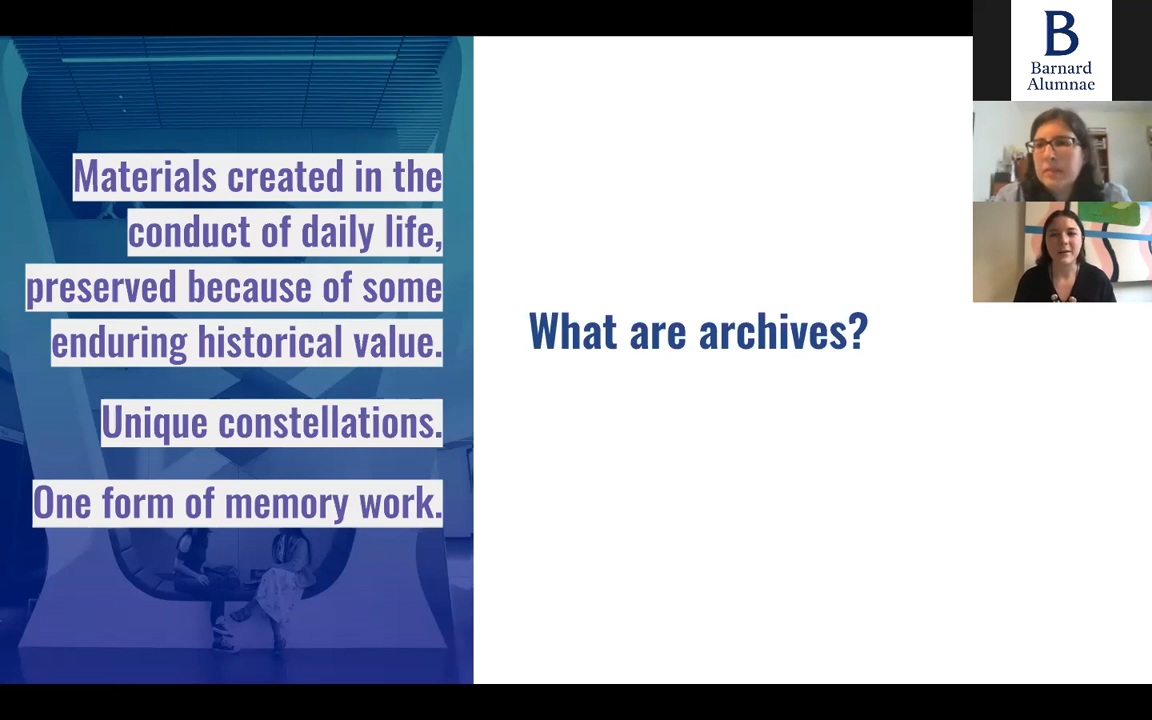 Materials created in the
conduct of daily life,
preserved because of some
enduring historical value.
Unique constellations.
One form of memory work.
What are archives?
B
Barnard
Alumnae